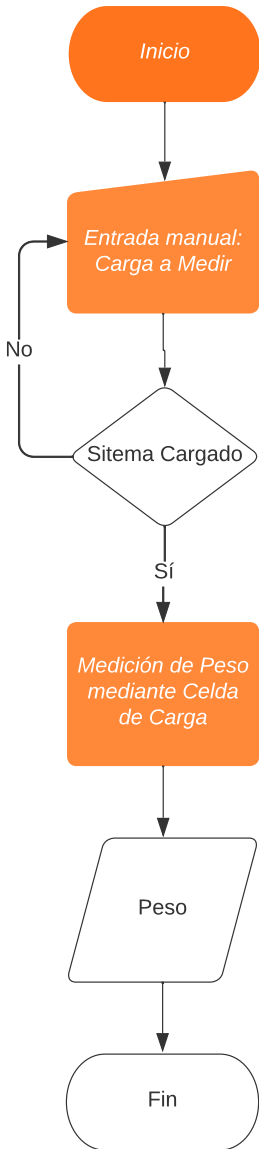 Inicio
Entrada manual:
Carga a Medir
No
Sitema Cargado
Sí
Medición de Peso
mediante Celda
de Carga
Peso
Fin